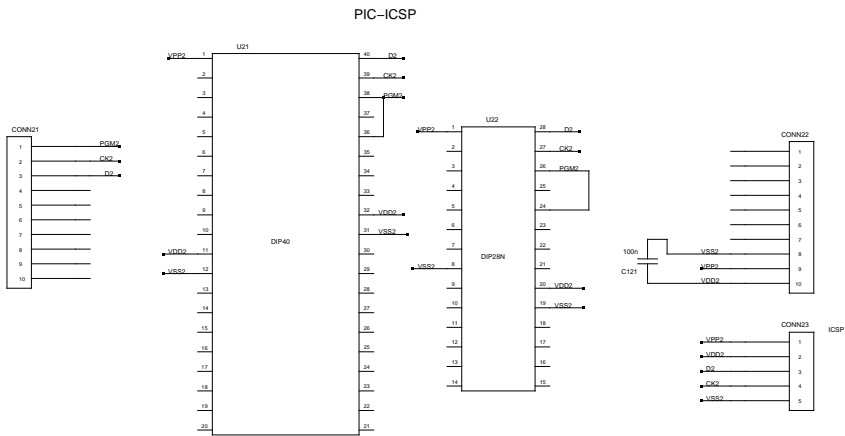 PIC-ICSP
CONN21
1 PGM2
2 CK2
3 D2
4
5
6
7
8
9
10
U21
VPP2 1 40 D2
2 39 CK2
3 38 PGM2
4 37
5 36
6 35
7 34
8 33
9 32 VDD2
10 31 VSS2
DIP40
VDD2 11 30
VSS2 12 29
13 28
14 27
15 26
16 25
17 24
18 23
19 22
20 21
U22
VPP2 1 28 D2
2 27 CK2
3 26 PGM2
4 25
5 24
6 23
7 22
DIP28N
VSS2 8 21
9 20 VDD2
10 19 VSS2
11 18
12 17
13 16
14 15
CONN22
1
2
3
4
5
6
7
VSS2 8
VPP2 9
VDD2 10
100n
C121
CONN23
ICSP
VPP2 1
VDD2 2
D2 3
CK2 4
VSS2 5